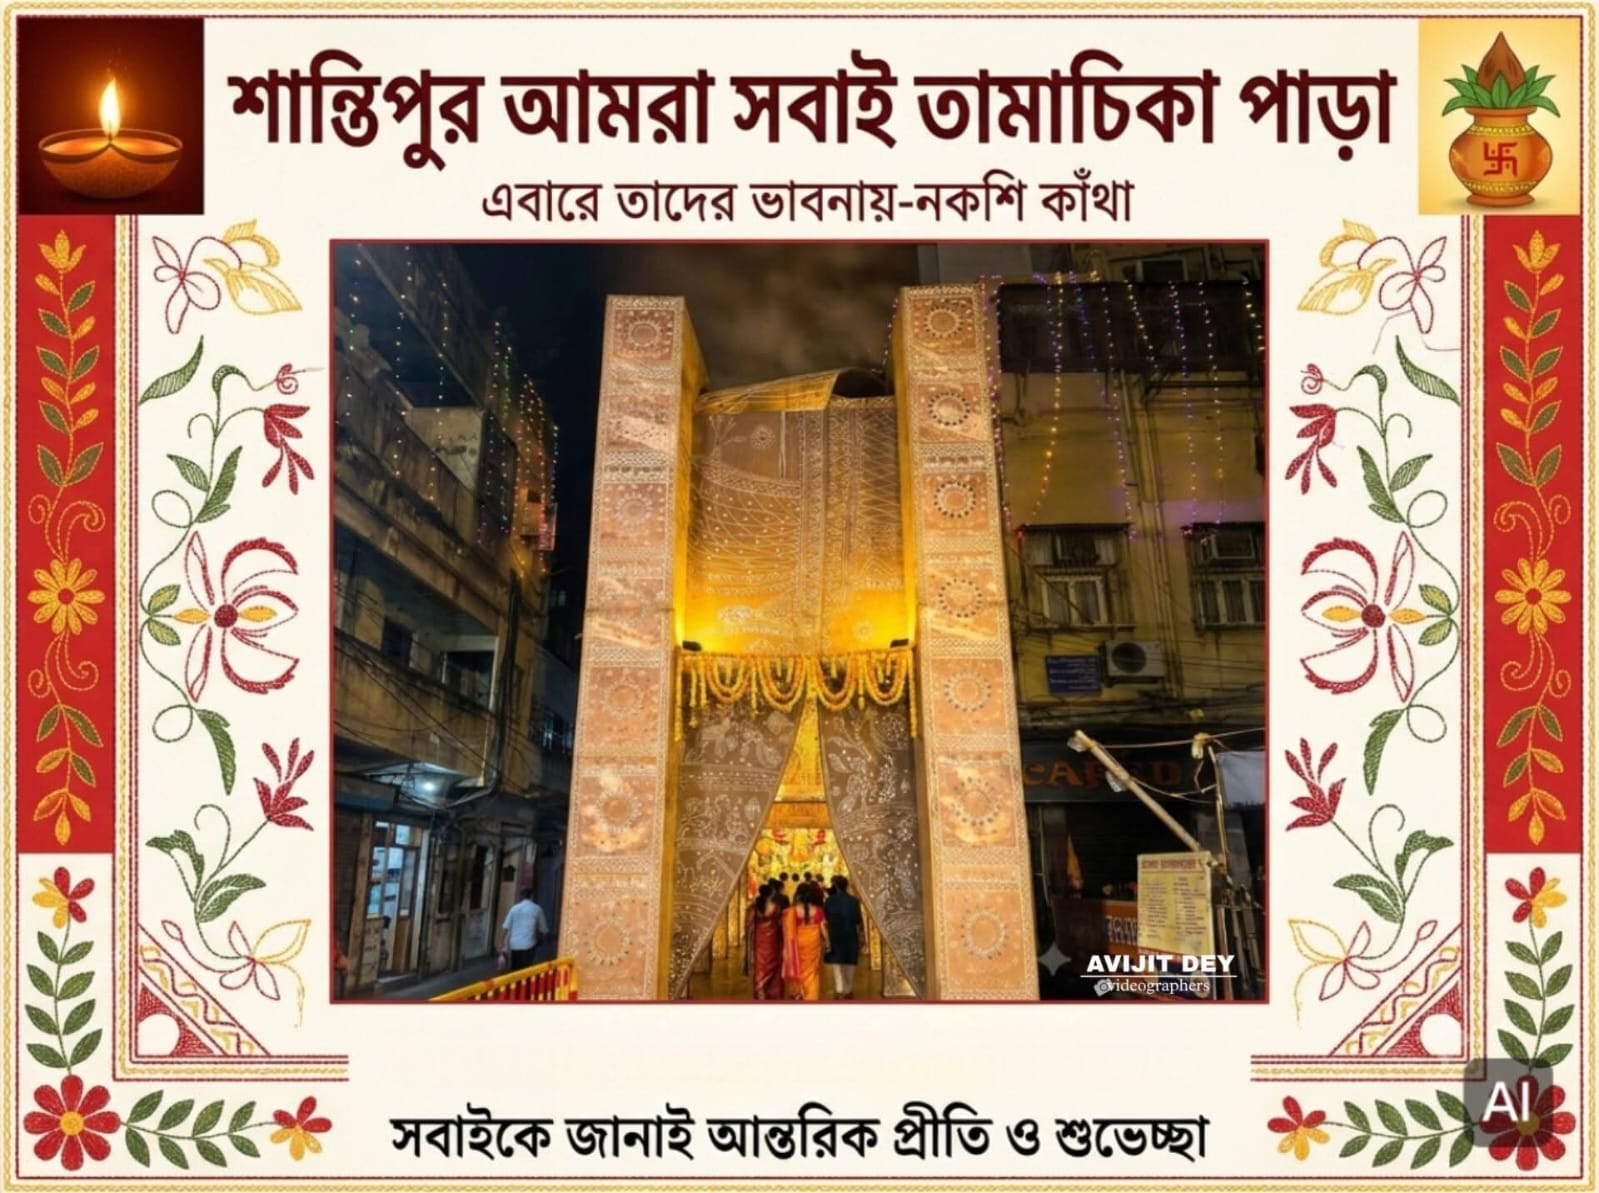 শান্তিপুর আমরা সবাই তামাচিকা পাড়া
এবারে তাদের ভাবনায়-নকশি কাঁথা
AVIJIT DEY
videographers
সবাইকে জানাই আন্তরিক প্রীতি ও শুভেচ্ছা
AI